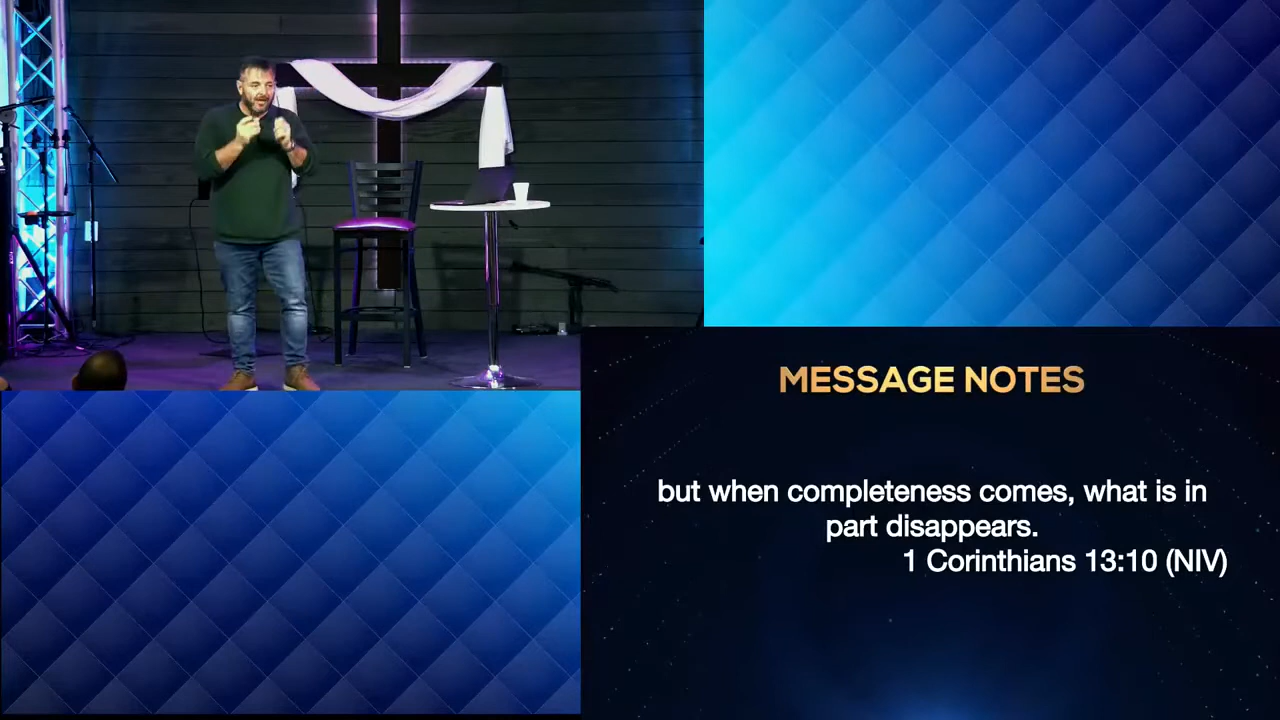 MESSAGE NOTES
but when completeness comes, what is in
part disappears.
1 Corinthians 13:10 (NIV)